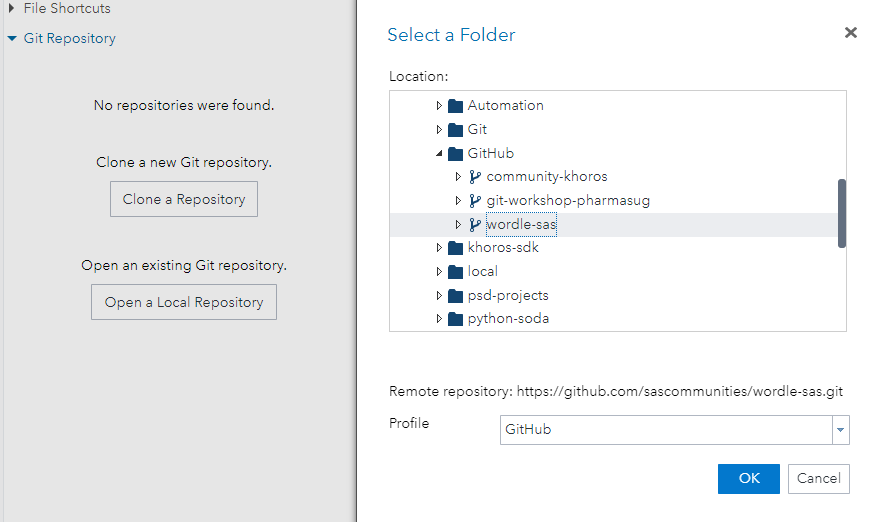 File Shortcuts
Git Repository
No repositories were found.
Clone a new Git repository.
Clone a Repository
Open an existing Git repository.
Open a Local Repository
Select a Folder
Location:
Automation
Git
GitHub
community-khoros
git-workshop-pharmasug
wordle-sas
khoros-sdk
local
psd-projects
python-soda
Remote repository: https://github.com/sascommunities/wordle-sas.git
Profile
GitHub
OK
Cancel